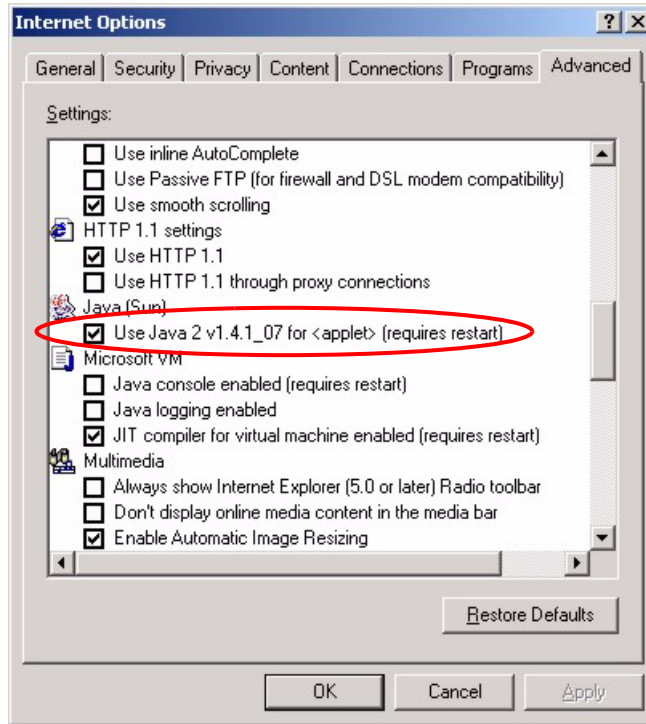 Internet Options
General Security Privacy Content Connections Programs Advanced
Settings:
Use inline AutoComplete
Use Passive FTP (for firewall and DSL modem compatibility)
Use smooth scrolling
HTTP 1.1 settings
Use HTTP 1.1
Use HTTP 1.1 through proxy connections
Java (Sun)
Use Java 2 v1.4.1_07 for <applet> (requires restart)
Microsoft VM
Java console enabled (requires restart)
Java logging enabled
JIT compiler for virtual machine enabled (requires restart)
Multimedia
Always show Internet Explorer (5.0 or later) Radio toolbar
Don't display online media content in the media bar
Enable Automatic Image Resizing
Restore Defaults
OK Cancel Apply